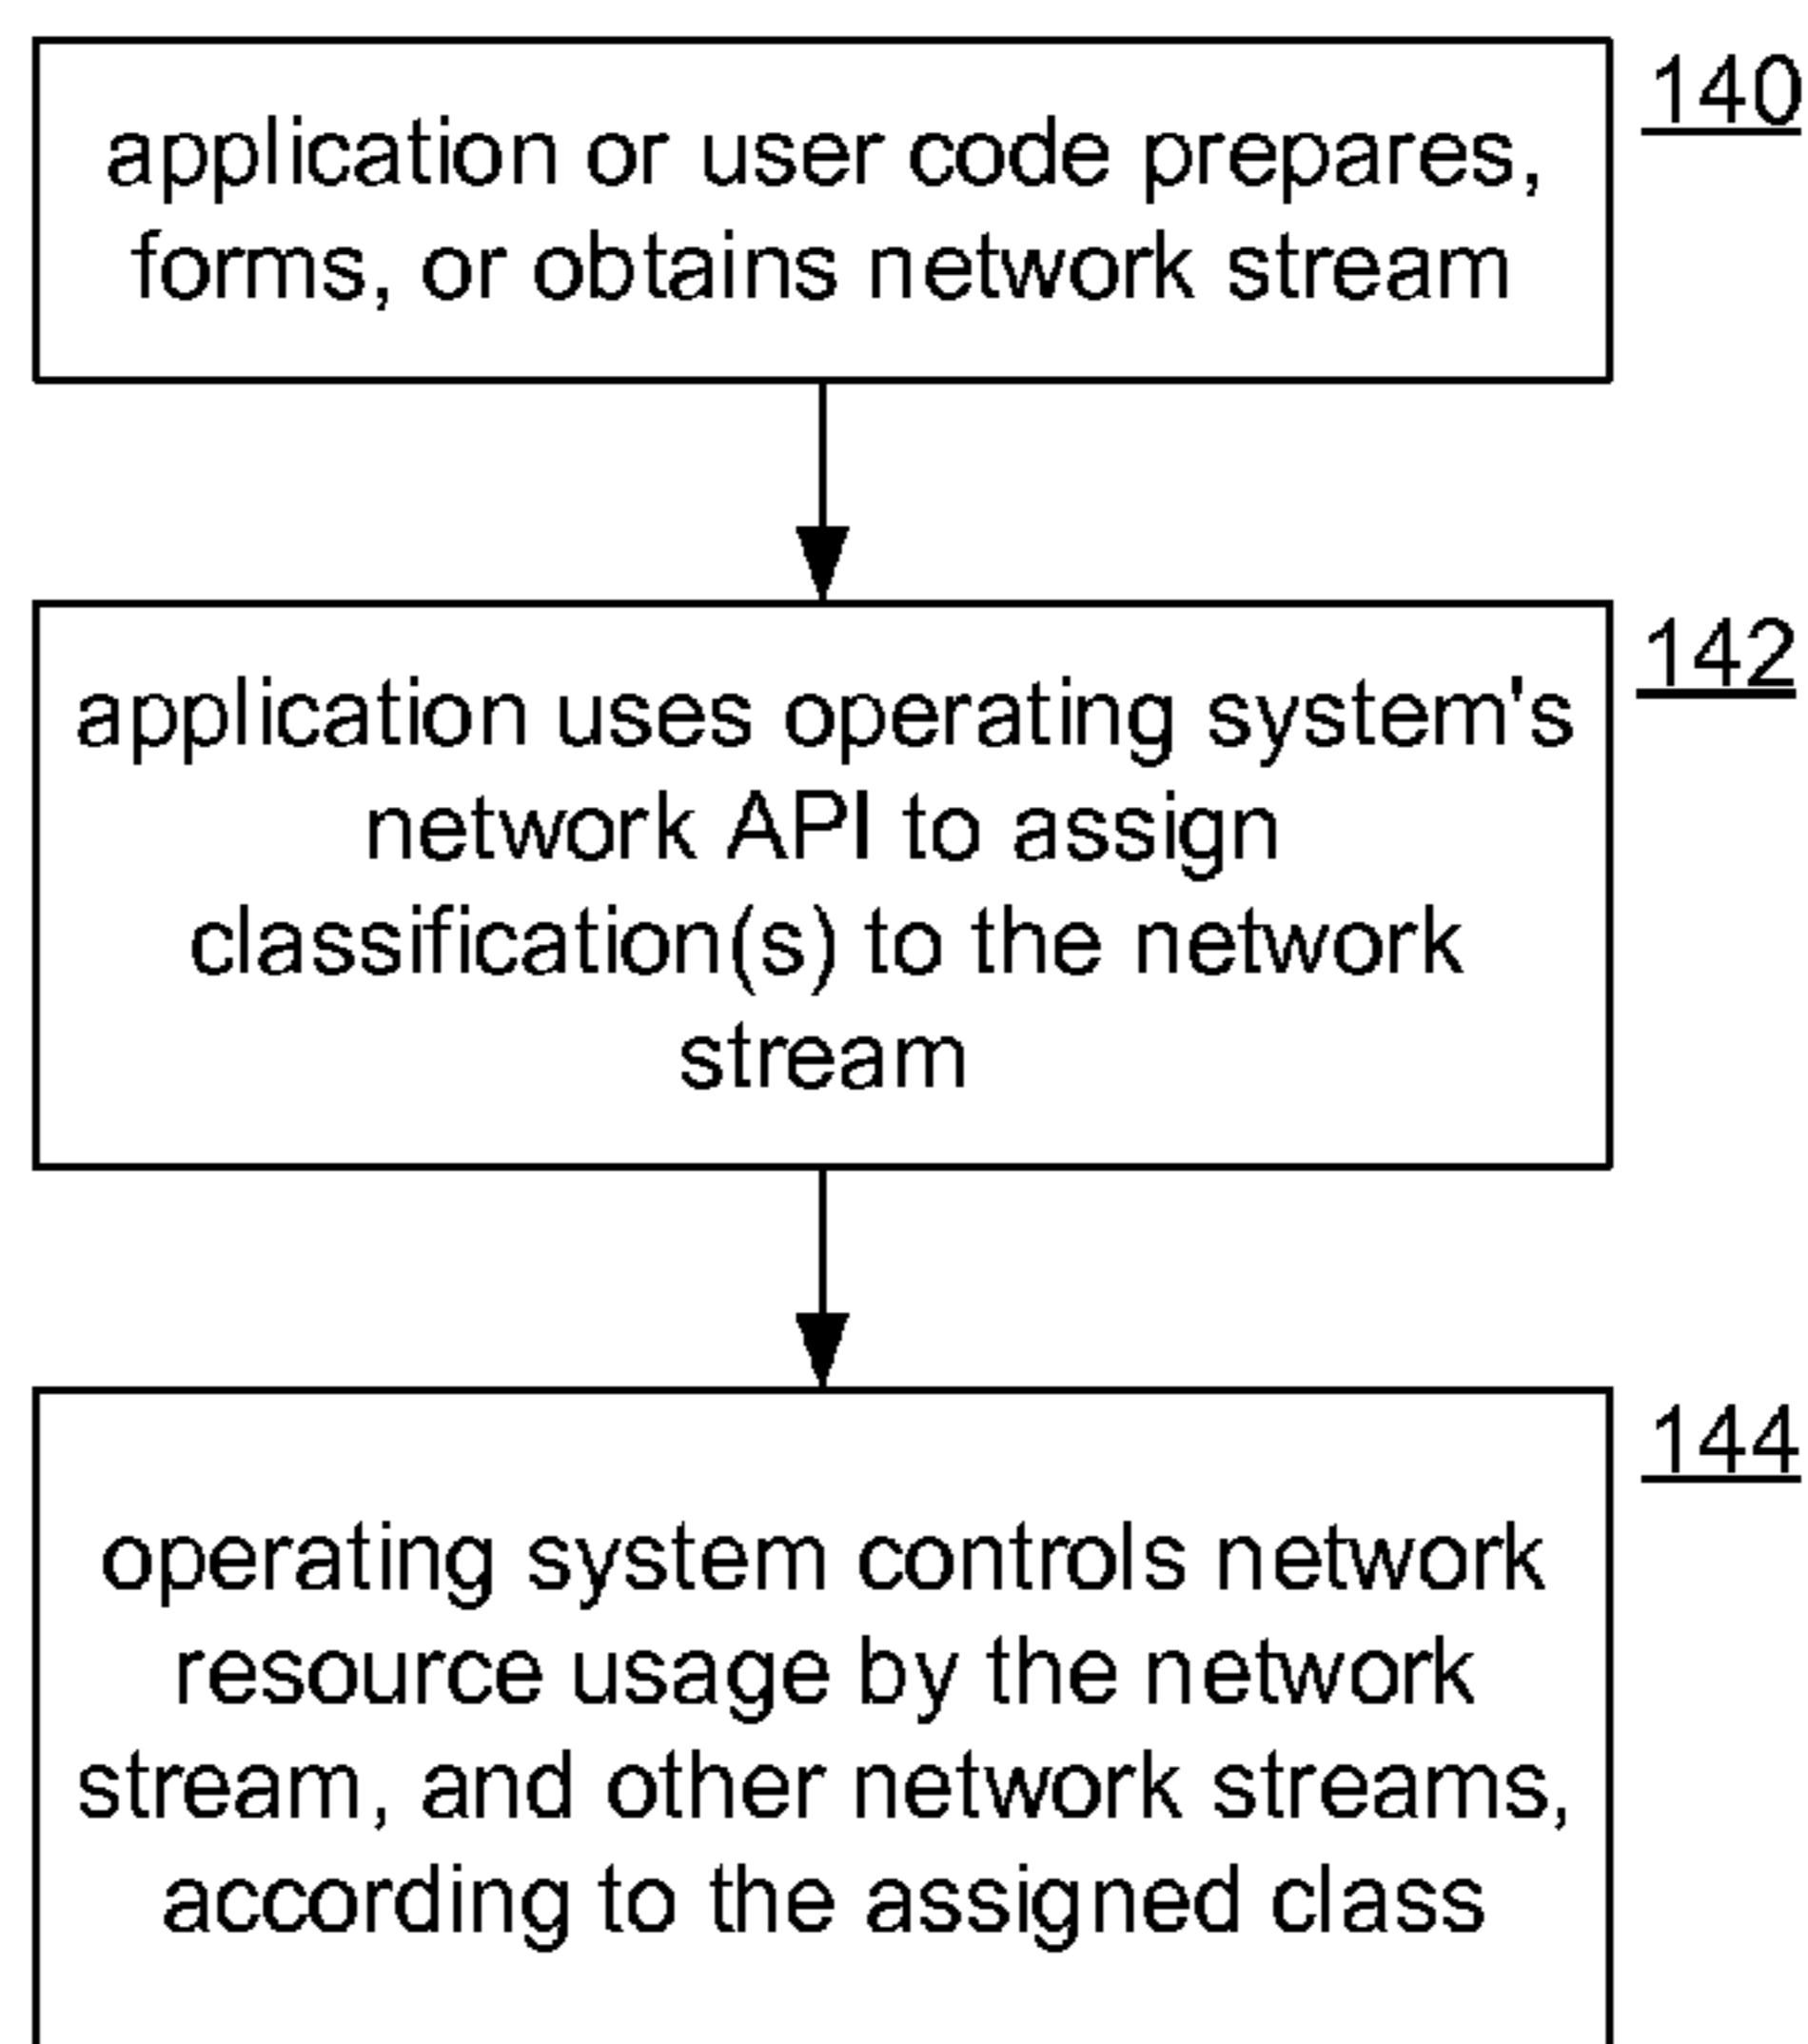 140
application or user code prepares,
forms, or obtains network stream
142
application uses operating system's
network API to assign
classification(s) to the network
stream
144
operating system controls network
resource usage by the network
stream, and other network streams,
according to the assigned class